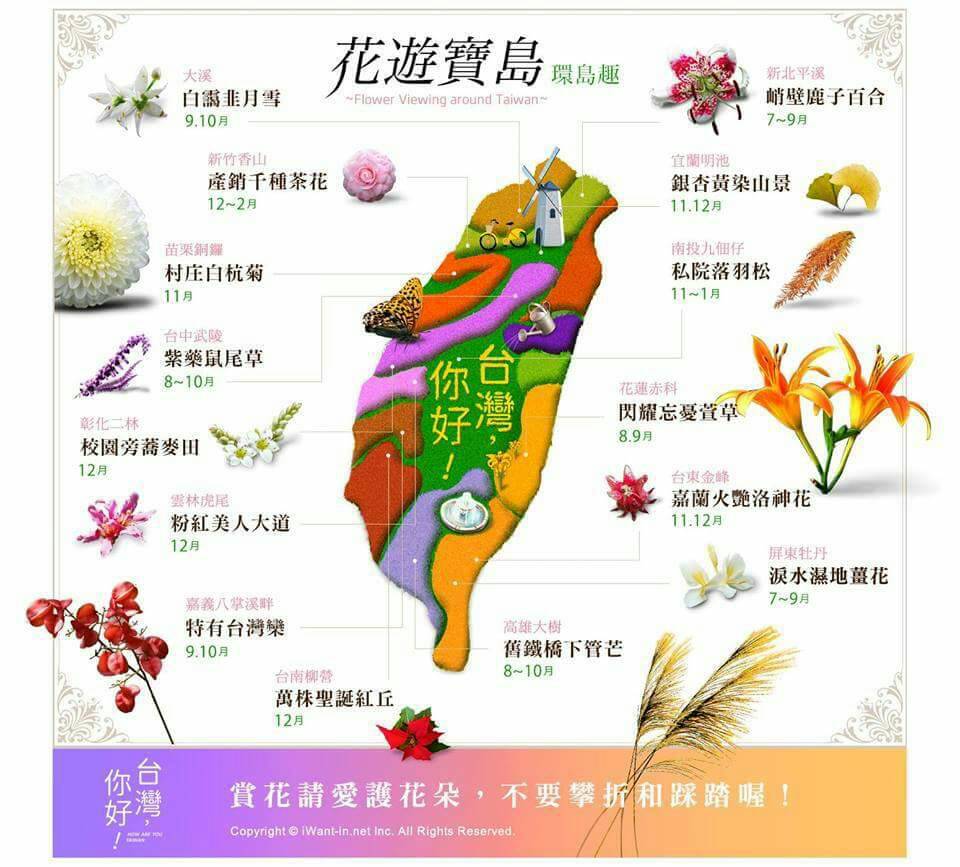 花遊寶島 環島趣
~Flower Viewing around Taiwan~
大溪
白靄韭月雪
9.10月
新北平溪
峭壁鹿子百合
7~9月
新竹香山
產銷千種茶花
12~2月
宜蘭明池
銀杏黃染山景
11.12月
苗栗銅鑼
村庄白杭菊
11月
南投九佃仔
私院落羽松
11~1月
台中武陵
紫藥鼠尾草
8~10月
花蓮赤科
閃耀忘憂萱草
8.9月
彰化二林
校園旁蕎麥田
12月
台東金峰
嘉蘭火艷洛神花
11.12月
雲林虎尾
粉紅美人大道
12月
屏東牡丹
淚水濕地薑花
7~9月
嘉義八掌溪畔
特有台灣欒
9.10月
高雄大樹
舊鐵橋下管芒
8~10月
台南柳營
萬株聖誕紅丘
12月
台灣，
你好！
台灣，
你好！
HOW ARE YOU
TAIWAN
賞花請愛護花朵，不要攀折和踩踏喔！
Copyright © iWant-in.net Inc. All Rights Reserved.